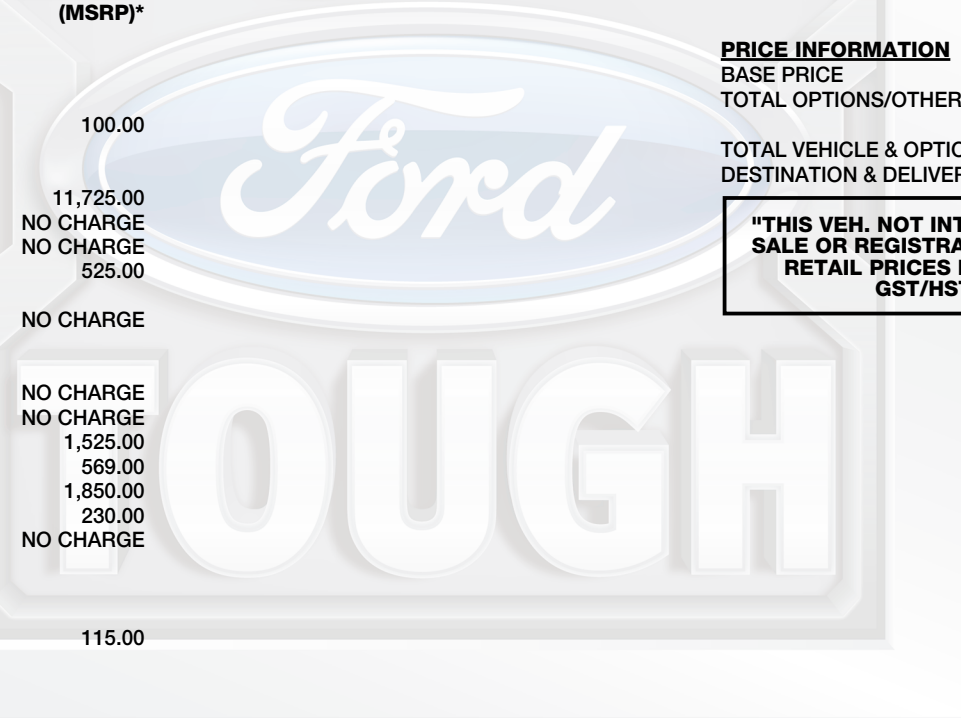 (MSRP)*
100.00
11,725.00
NO CHARGE
NO CHARGE
525.00
NO CHARGE
NO CHARGE
NO CHARGE
1,525.00
569.00
1,850.00
230.00
NO CHARGE
115.00
PRICE INFORMATION
BASE PRICE
TOTAL OPTIONS/OTHER
TOTAL VEHICLE & OPTIO
DESTINATION & DELIVER
"THIS VEH. NOT INT
SALE OR REGISTRA
RETAIL PRICES
GST/HST
Ford
TOUGH